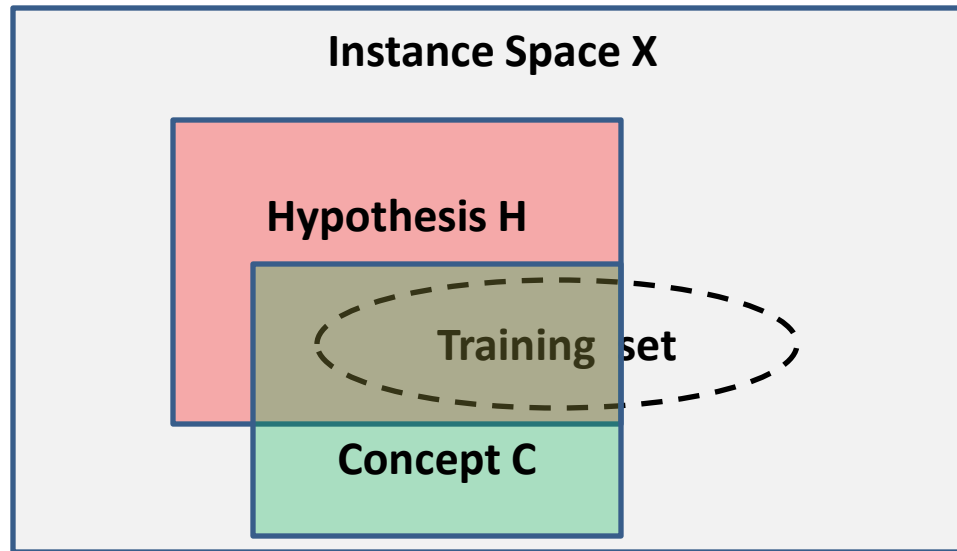 Instance Space X
Hypothesis H
Training set
Concept C